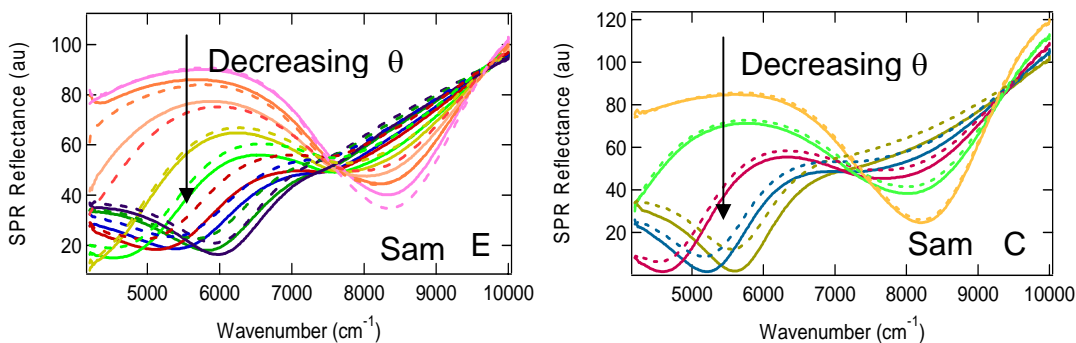 Decreasing θ
Sam E
SPR Reflectance (au)
100
80
60
40
20
5000 6000 7000 8000 9000 10000
Wavenumber (cm⁻¹)
Decreasing θ
Sam C
SPR Reflectance (au)
120
100
80
60
40
20
5000 6000 7000 8000 9000 10000
Wavenumber (cm⁻¹)